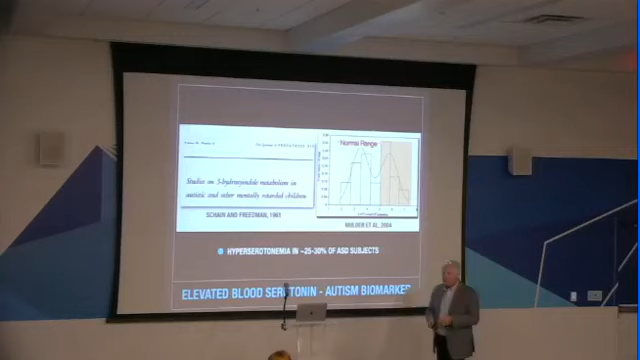 Studies on 5-hydroxyindole metabolism in
autistic and other mentally retarded children
SCHAIN AND FREEDMAN, 1961
Normal Range
MULDER ET AL, 2004
HYPERSEROTONEMIA IN ~25-30% OF ASD SUBJECTS
ELEVATED BLOOD SEROTONIN - AUTISM BIOMARKER